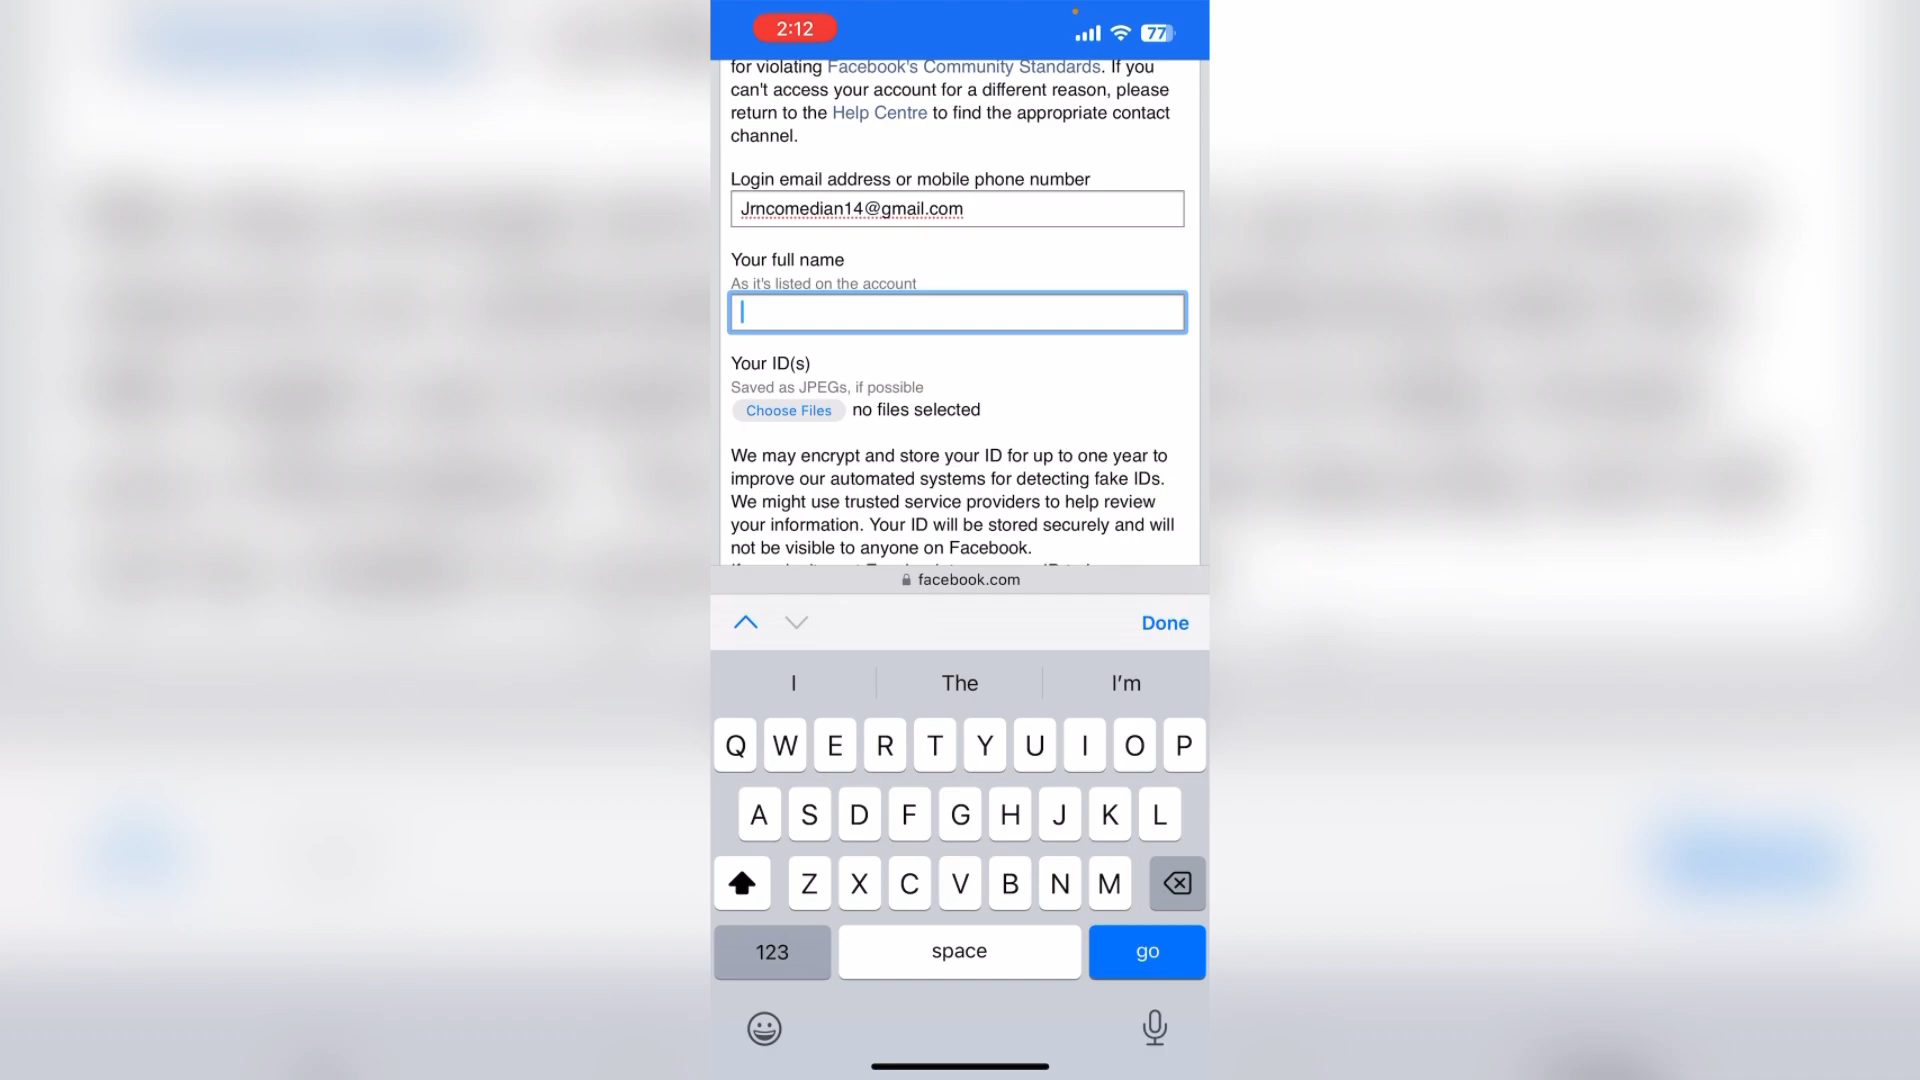 2:12
77
for violating Facebook's Community Standards. If you
can't access your account for a different reason, please
return to the Help Centre to find the appropriate contact
channel.
Login email address or mobile phone number
Jrncomedian14@gmail.com
Your full name
As it's listed on the account
Your ID(s)
Saved as JPEGs, if possible
Choose Files no files selected
We may encrypt and store your ID for up to one year to
improve our automated systems for detecting fake IDs.
We might use trusted service providers to help review
your information. Your ID will be stored securely and will
not be visible to anyone on Facebook.
facebook.com
Done
I The I'm
Q W E R T Y U I O P
A S D F G H J K L
Z X C V B N M
123 space go